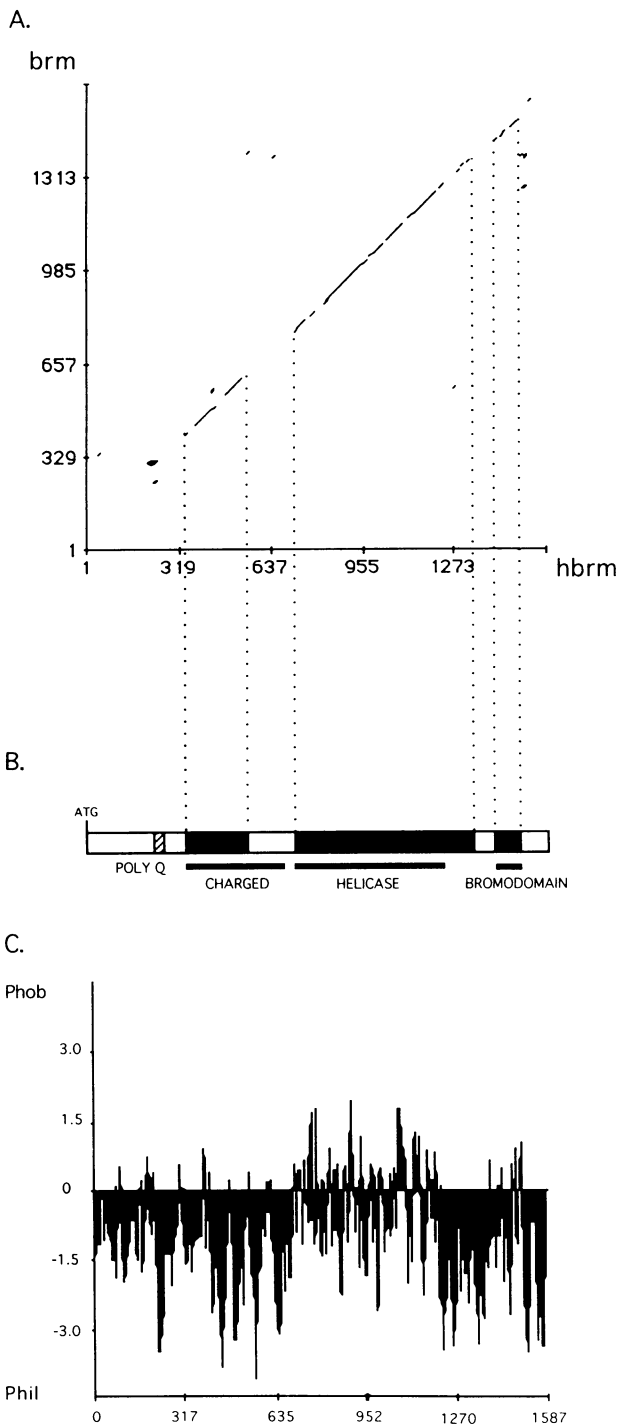 A.
brm
1313
985
657
329
1
1 319 637 955 1273 hbrm
B.
ATG
POLY Q
CHARGED HELICASE BROMODOMAIN
C.
Phob
3.0
1.5
0
-1.5
-3.0
Phil
0 317 635 952 1270 1587